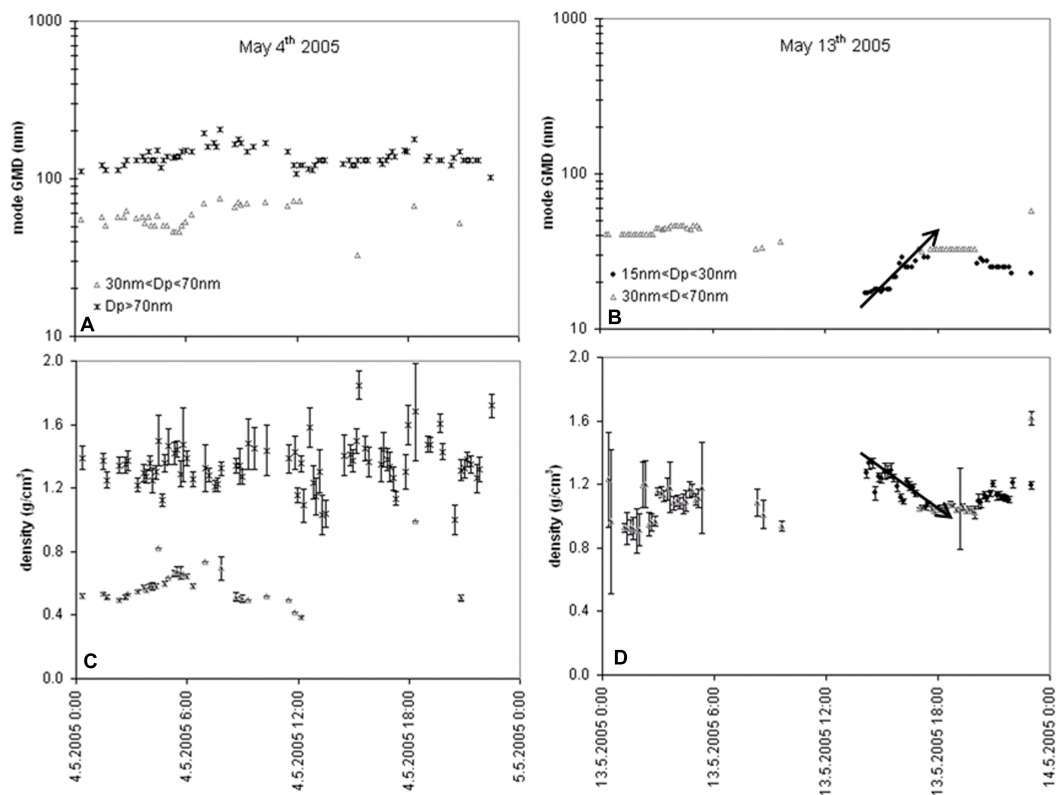 May 4th 2005
mode GMD (nm)
1000
100
10
30nm<Dp<70nm
Dp>70nm
A
May 13th 2005
mode GMD (nm)
1000
100
10
15nm<Dp<30nm
30nm<D<70nm
B
density (g/cm3)
2.0
1.6
1.2
0.8
0.4
0.0
C
4.5.2005 0:00
4.5.2005 6:00
4.5.2005 12:00
4.5.2005 18:00
5.5.2005 0:00
density (g/cm3)
2.0
1.6
1.2
0.8
0.4
0.0
D
13.5.2005 0:00
13.5.2005 6:00
13.5.2005 12:00
13.5.2005 18:00
14.5.2005 0:00